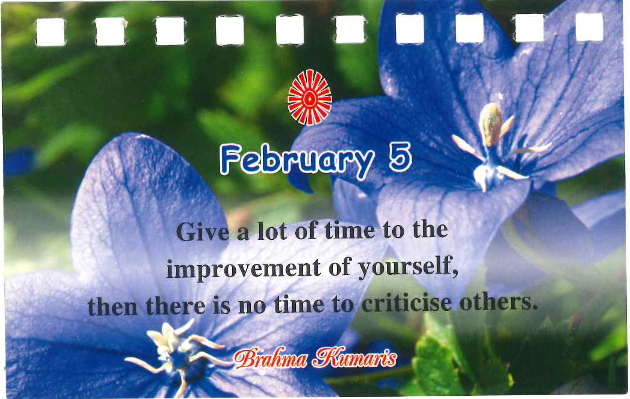 February 5
Give a lot of time to the
improvement of yourself,
then there is no time to criticise others.
Brahma Kumaris